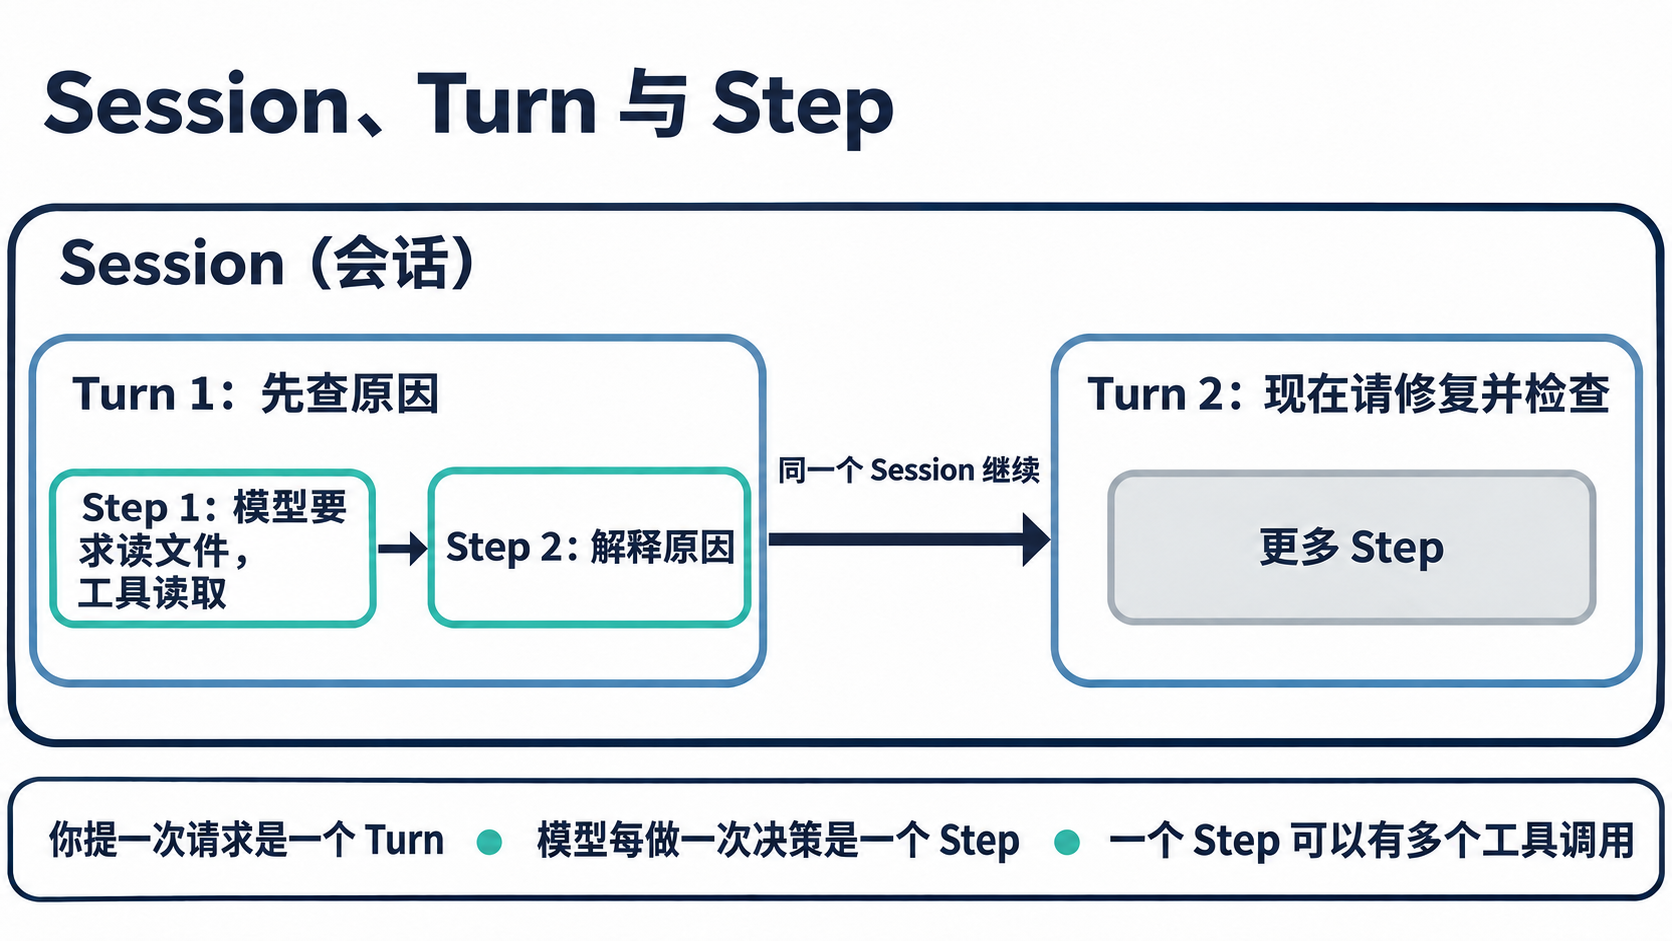 Session、Turn 与 Step
Session（会话）
Turn 1：先查原因
Step 1：模型要
求读文件，
工具读取
Step 2：解释原因
同一个 Session 继续
Turn 2：现在请修复并检查
更多 Step
你提一次请求是一个 Turn ● 模型每做一次决策是一个 Step ● 一个 Step 可以有多个工具调用